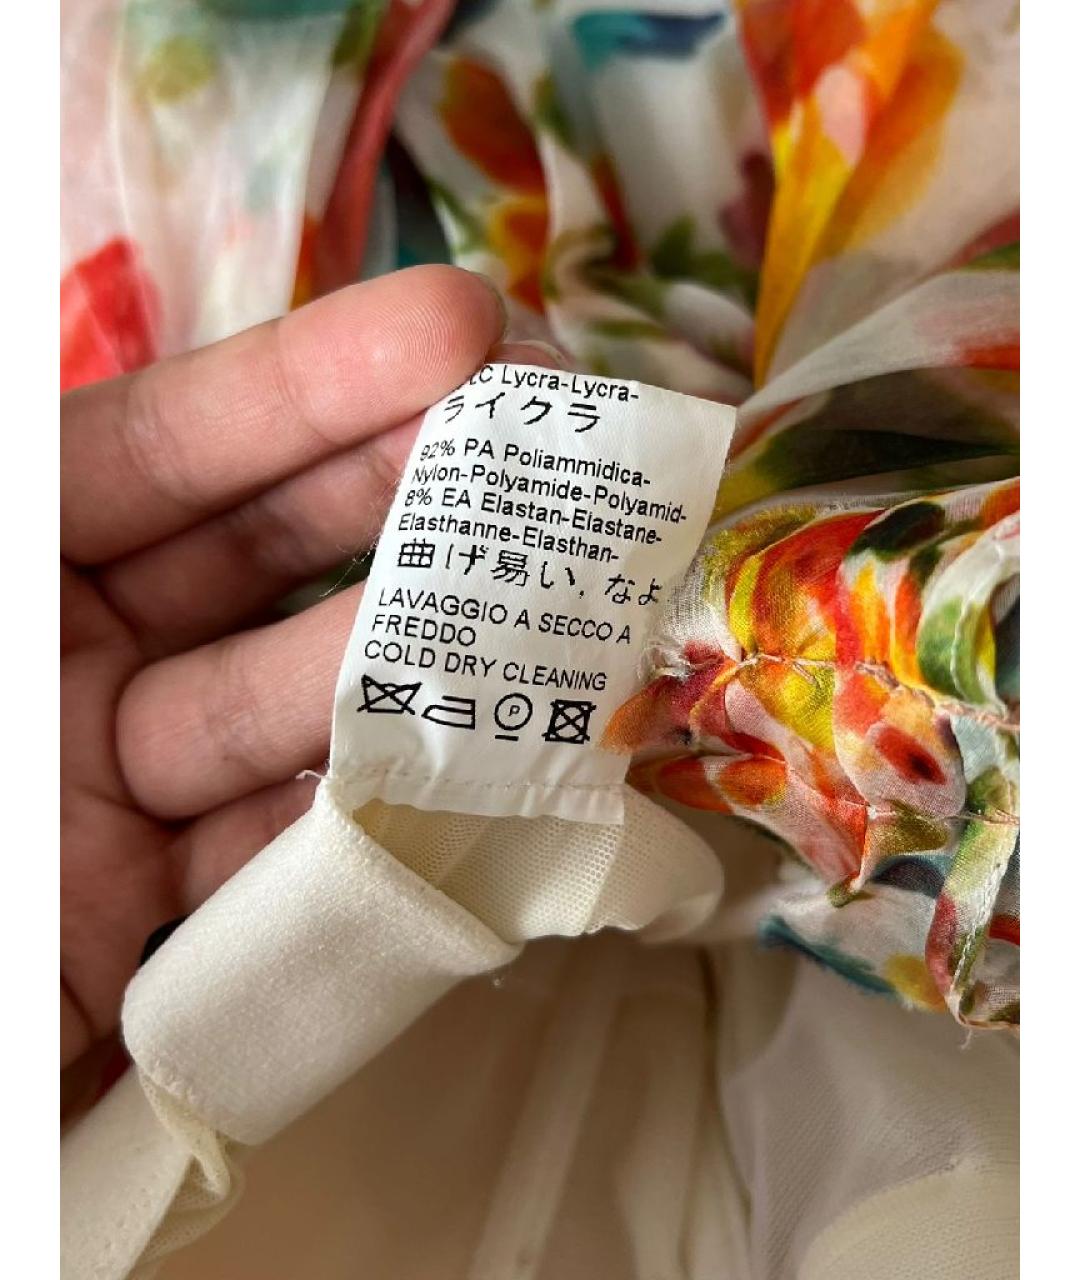 Lycra-Lycra-
ライクラ
92% PA Poliammidica-
Nylon-Polyamide-Polyamid-
8% EA Elastan-Elastane-
Elasthanne-Elasthan-
曲げ易い, なよ
LAVAGGIO A SECCO A
FREDDO
COLD DRY CLEANING
P